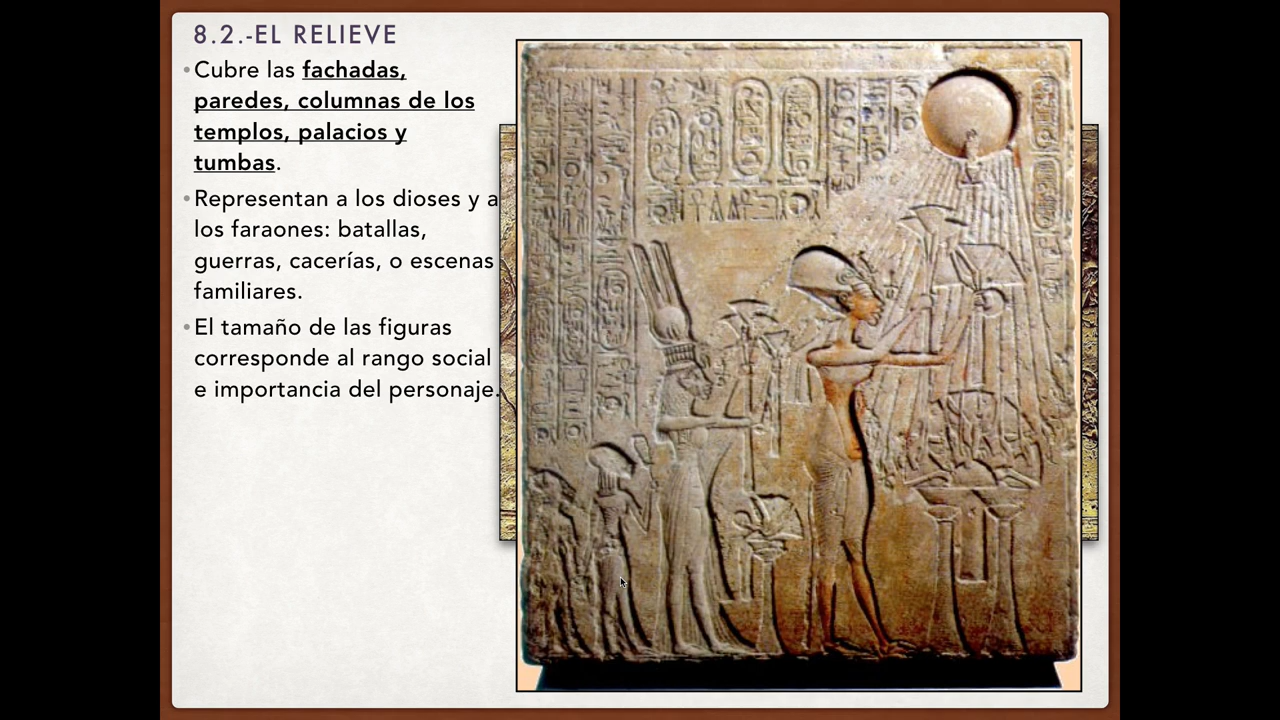 8.2.-EL RELIEVE
•Cubre las fachadas,
paredes, columnas de los
templos, palacios y
tumbas.
•Representan a los dioses y a
los faraones: batallas,
guerras, cacerías, o escenas
familiares.
•El tamaño de las figuras
corresponde al rango social
e importancia del personaje.